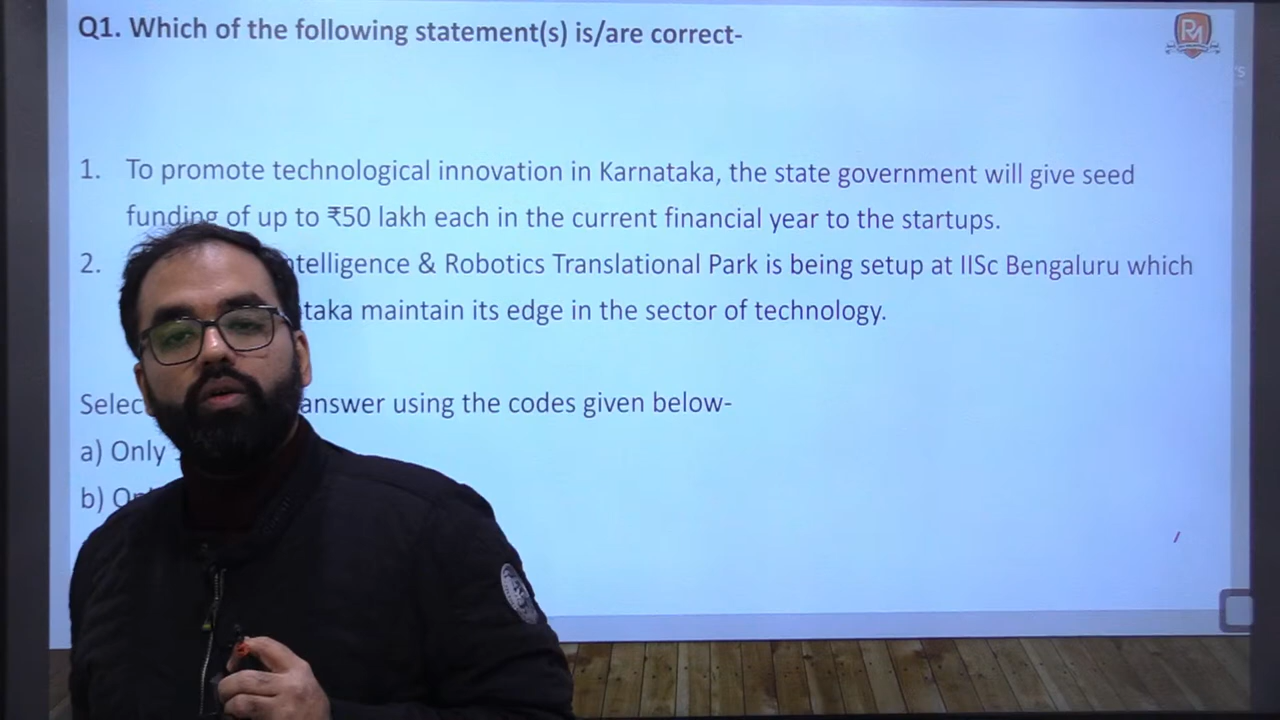 Q1. Which of the following statement(s) is/are correct-
1. To promote technological innovation in Karnataka, the state government will give seed
funding of up to ₹50 lakh each in the current financial year to the startups.
2. & Robotics Translational Park is being setup at IISc Bengaluru which
maintain its edge in the sector of technology.
answer using the codes given below-
a) Only
b)
RM